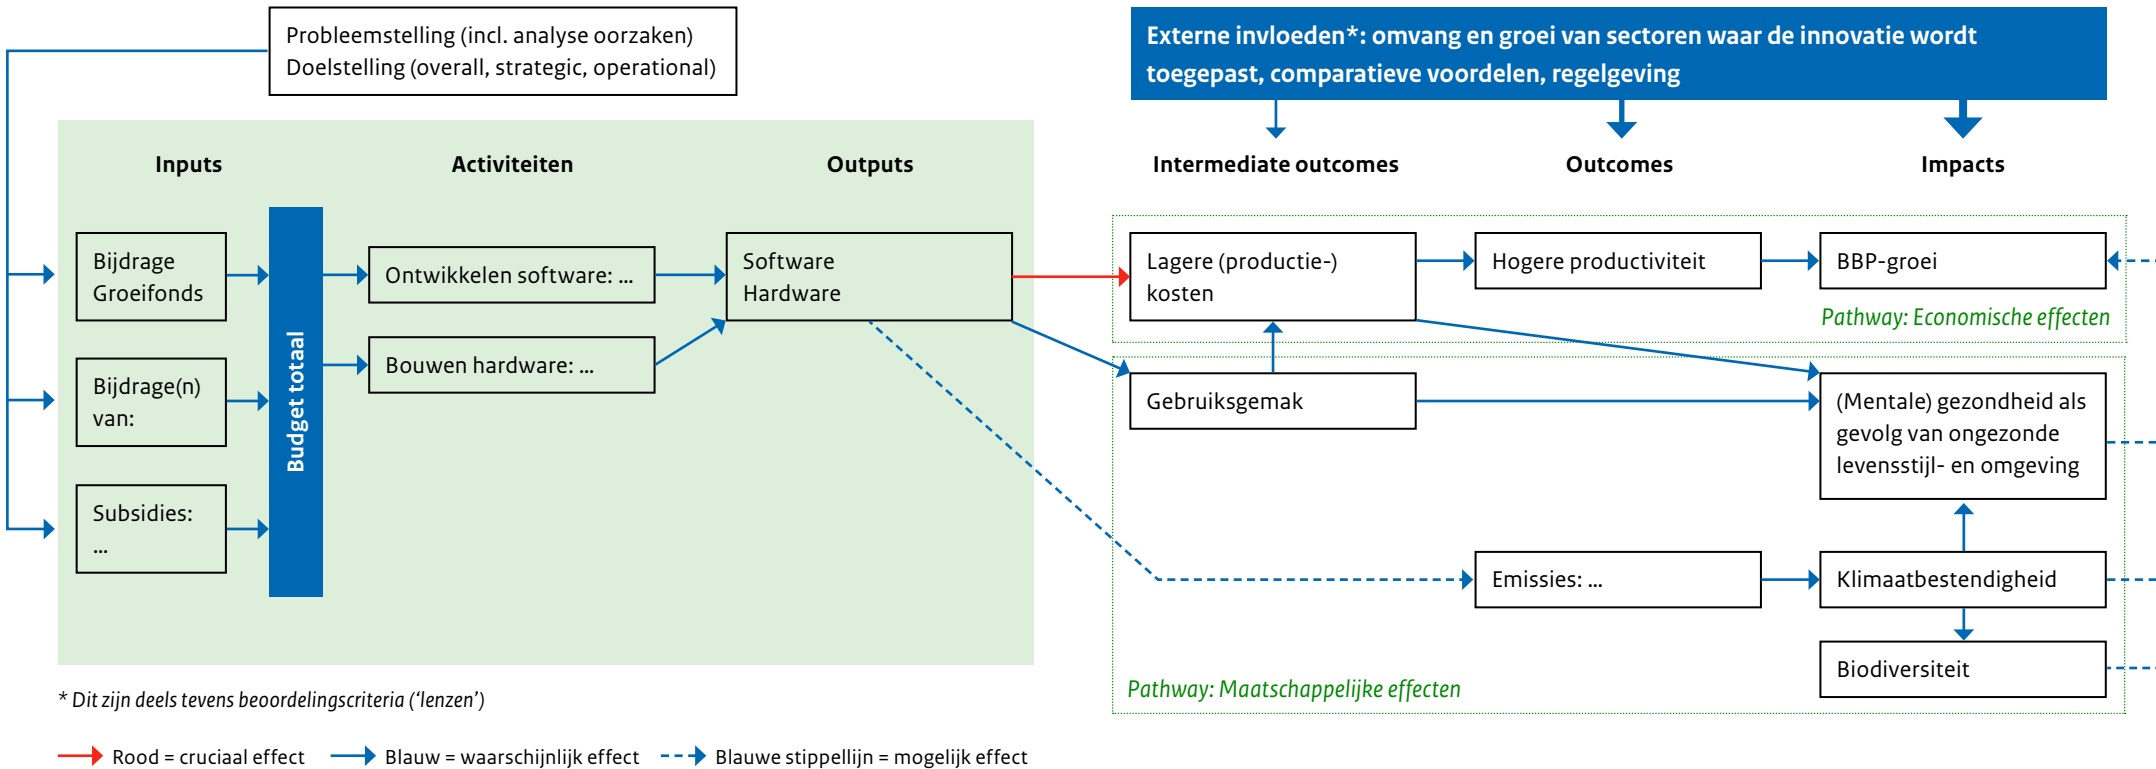 Probleemstelling (incl. analyse oorzaken)
Doelstelling (overall, strategic, operational)
Externe invloeden*: omvang en groei van sectoren waar de innovatie wordt
toegepast, comparatieve voordelen, regelgeving
Inputs
Activiteiten
Outputs
Intermediate outcomes
Outcomes
Impacts
Bijdrage
Groeifonds
Bijdrage(n)
van:
Subsidies:
...
Budget totaal
Ontwikkelen software: ...
Bouwen hardware: ...
Software
Hardware
Lagere (productie-)
kosten
Hogere productiviteit
BBP-groei
Pathway: Economische effecten
Gebruiksgemak
(Mentale) gezondheid als
gevolg van ongezonde
levensstijl- en omgeving
Emissies: ...
Klimaatbestendigheid
Biodiversiteit
Pathway: Maatschappelijke effecten
* Dit zijn deels tevens beoordelingscriteria (‘lenzen’)
Rood = cruciaal effect
Blauw = waarschijnlijk effect
Blauwe stippellijn = mogelijk effect